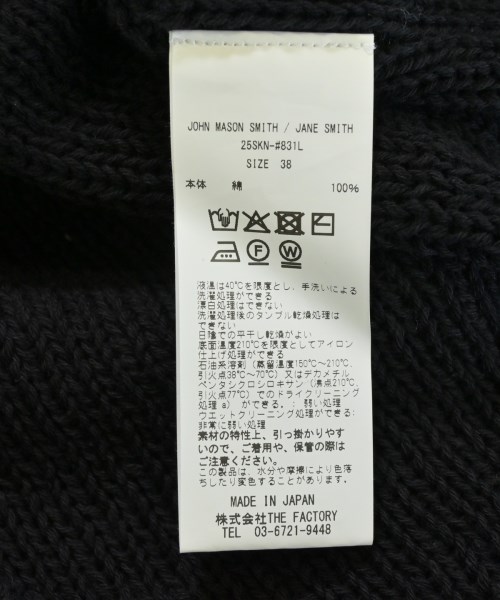 JOHN MASON SMITH / JANE SMITH
25SKN-#831L
SIZE 38
本体 綿 100%
F W
液温は40℃を限度とし、手洗いによる
洗濯処理ができる
漂白処理はできない
洗濯処理後のタンブル乾燥処理は
できない
日陰での平干し乾燥がよい
底面温度210℃を限度としてアイロン
仕上げ処理ができる
石油系溶剤(蒸留温度150℃~210℃、
引火点38℃~70℃)又はデカメチル
ペンタシクロシロキサン(沸点210℃、
引火点77℃)でのドライクリーニング
処理 a) ができる。: 弱い処理
ウエットクリーニング処理ができる:
非常に弱い処理
素材の特性上、引っ掛かりやす
いので、ご着用や、保管の際は
ご注意ください。
この製品は、水分や摩擦により色落
ちしたり変色することがあります。
MADE IN JAPAN
株式会社THE FACTORY
TEL 03-6721-9448